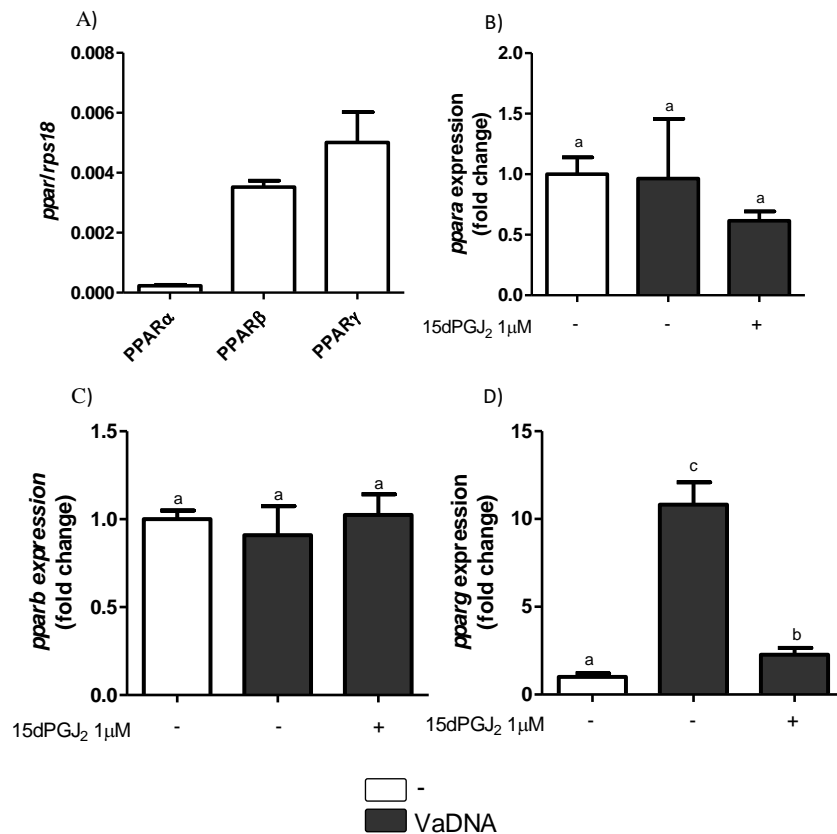 A)
0.008
0.006
0.004
0.002
0.000
ppar/rps18
PPARα
PPARβ
PPARγ
B)
2.0
1.5
1.0
0.5
0.0
ppara expression
(fold change)
a
a
a
15dPGJ₂ 1µM
- - +
C)
1.5
1.0
0.5
0.0
pparb expression
(fold change)
a
a
a
15dPGJ₂ 1µM
- - +
D)
15
10
5
0
pparg expression
(fold change)
a
c
b
15dPGJ₂ 1µM
- - +
-
VaDNA